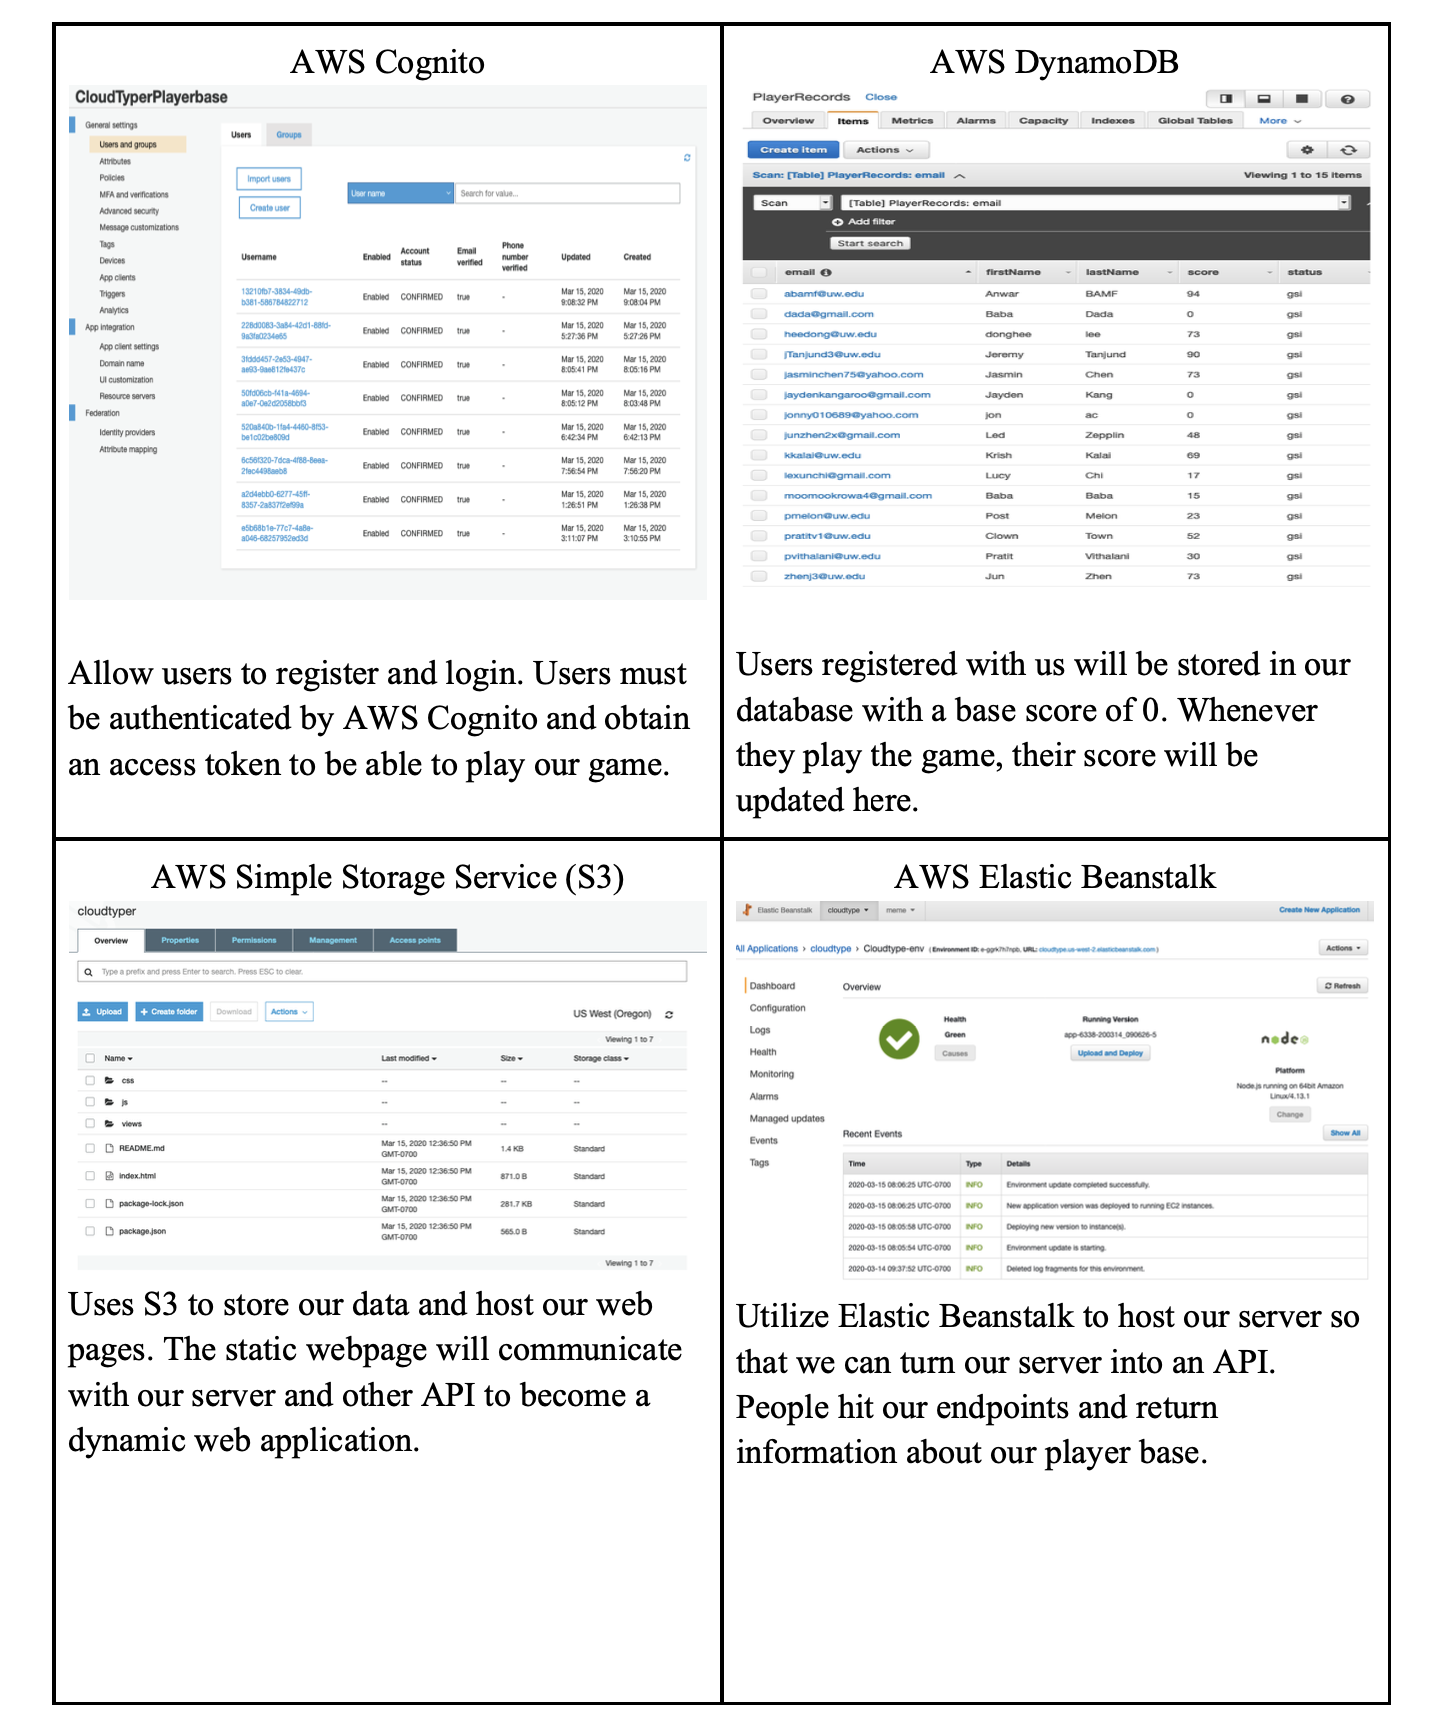 AWS Cognito
CloudTyperPlayerbase
General settings
Users and groups
Attributes
Policies
MFA and verifications
Advanced security
Message customizations
Tags
Devices
App clients
Triggers
Analytics
App integration
App client settings
Domain name
UI customization
Resource servers
Federation
Identity providers
Attribute mapping
Users Groups
Import users
Create user
User name Search for value...
Username Enabled Account status Email verified Phone number verified Updated Created
13210fb7-3834-49db- Enabled CONFIRMED true - Mar 15, 2020 Mar 15, 2020
b381-586784822712 9:08:32 PM 9:08:04 PM
228d0083-3a84-42d1-88fd- Enabled CONFIRMED true - Mar 15, 2020 Mar 15, 2020
9a3fa0234e65 5:27:36 PM 5:27:26 PM
3fddd457-2e53-4947- Enabled CONFIRMED true - Mar 15, 2020 Mar 15, 2020
ae93-9ae812fe437c 8:05:41 PM 8:05:16 PM
50fd06cb-f41a-4694- Enabled CONFIRMED true - Mar 15, 2020 Mar 15, 2020
a0e7-0e2d2058bbf3 8:05:12 PM 8:03:48 PM
520a840b-1fa4-4460-8f53- Enabled CONFIRMED true - Mar 15, 2020 Mar 15, 2020
be1c02be809d 6:42:34 PM 6:42:13 PM
6c56f320-7dca-4f88-8eea- Enabled CONFIRMED true - Mar 15, 2020 Mar 15, 2020
2fec4498aeb8 7:56:54 PM 7:56:20 PM
a2d4ebb0-6277-45ff- Enabled CONFIRMED true - Mar 15, 2020 Mar 15, 2020
8357-2a837f2ef99a 1:26:51 PM 1:26:38 PM
e5b68b1e-77c7-4a8e- Enabled CONFIRMED true - Mar 15, 2020 Mar 15, 2020
a046-68257952ed3d 3:11:07 PM 3:10:55 PM
Allow users to register and login. Users must
be authenticated by AWS Cognito and obtain
an access token to be able to play our game.
AWS DynamoDB
PlayerRecords Close
Overview Items Metrics Alarms Capacity Indexes Global Tables More
Create item Actions
Scan: [Table] PlayerRecords: email Viewing 1 to 15 items
Scan [Table] PlayerRecords: email
Add filter
Start search
email firstName lastName score status
abamf@uw.edu Anwar BAMF 94 gsi
dada@gmail.com Baba Dada 0 gsi
heedong@uw.edu donghee lee 73 gsi
jTanjund3@uw.edu Jeremy Tanjund 90 gsi
jasminchen75@yahoo.com Jasmin Chen 73 gsi
jaydenkangaroo@gmail.com Jayden Kang 0 gsi
jonny010689@yahoo.com jon ac 0 gsi
junzhen2x@gmail.com Led Zepplin 48 gsi
kkalai@uw.edu Krish Kalai 69 gsi
lexunchi@gmail.com Lucy Chi 17 gsi
moomookrowa4@gmail.com Baba Baba 15 gsi
pmelon@uw.edu Post Melon 23 gsi
pratitv1@uw.edu Clown Town 52 gsi
pvithalani@uw.edu Pratit Vithalani 30 gsi
zhenj3@uw.edu Jun Zhen 73 gsi
Users registered with us will be stored in our
database with a base score of 0. Whenever
they play the game, their score will be
updated here.
AWS Simple Storage Service (S3)
cloudtyper
Overview Properties Permissions Management Access points
Type a prefix and press Enter to search. Press ESC to clear.
Upload Create folder Download Actions US West (Oregon)
Viewing 1 to 7
Name Last modified Size Storage class
css -- -- --
js -- -- --
views -- -- --
README.md Mar 15, 2020 12:36:50 PM GMT-0700 1.4 KB Standard
index.html Mar 15, 2020 12:36:50 PM GMT-0700 871.0 B Standard
package-lock.json Mar 15, 2020 12:36:50 PM GMT-0700 281.7 KB Standard
package.json Mar 15, 2020 12:36:50 PM GMT-0700 565.0 B Standard
Viewing 1 to 7
Uses S3 to store our data and host our web
pages. The static webpage will communicate
with our server and other API to become a
dynamic web application.
AWS Elastic Beanstalk
Elastic Beanstalk cloudtype meme Create New Application
All Applications > cloudtype > Cloudtype-env ( Environment ID: e-ggrk7h7npb, URL: cloudtype.us-west-2.elasticbeanstalk.com ) Actions
Dashboard
Configuration
Logs
Health
Monitoring
Alarms
Managed updates
Events
Tags
Overview Refresh
Health
Green
Causes
Running Version
app-6338-200314_090626-5
Upload and Deploy
node
Platform
Node.js running on 64bit Amazon
Linux/4.13.1
Change
Recent Events Show All
Time Type Details
2020-03-15 08:06:25 UTC-0700 INFO Environment update completed successfully.
2020-03-15 08:06:25 UTC-0700 INFO New application version was deployed to running EC2 instances.
2020-03-15 08:05:58 UTC-0700 INFO Deploying new version to instance(s).
2020-03-15 08:05:54 UTC-0700 INFO Environment update is starting.
2020-03-14 09:37:52 UTC-0700 INFO Deleted log fragments for this environment.
Utilize Elastic Beanstalk to host our server so
that we can turn our server into an API.
People hit our endpoints and return
information about our player base.